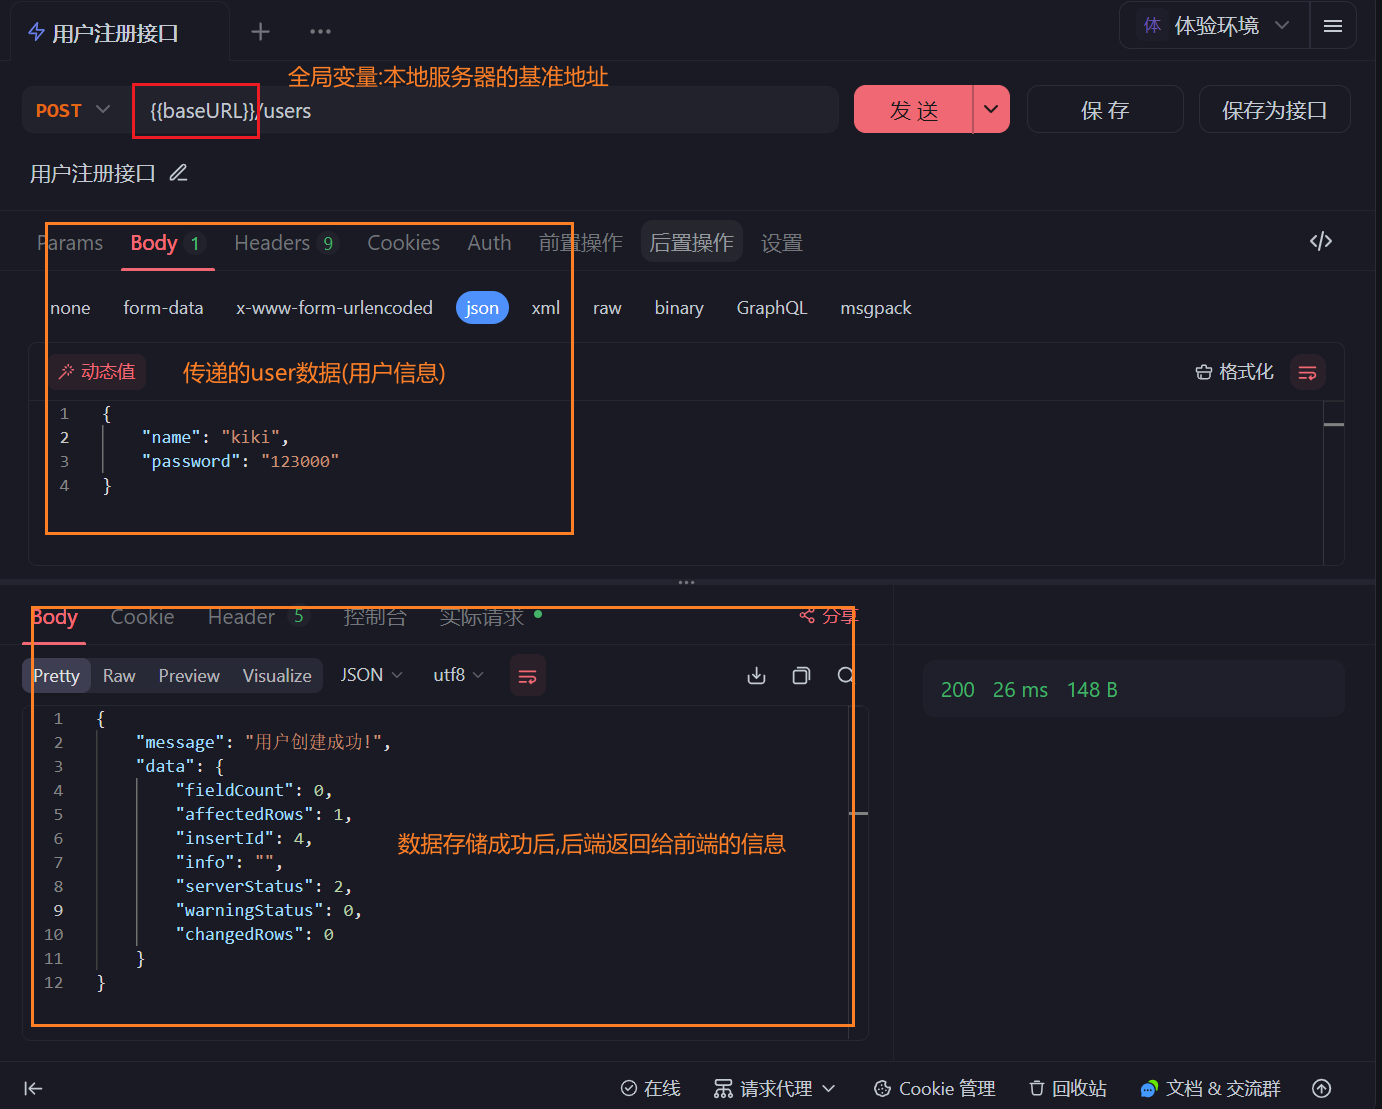 用户注册接口
体 体验环境
全局变量:本地服务器的基准地址
POST {{baseURL}}/users 发 送 保 存 保存为接口
用户注册接口
Params Body 1 Headers 9 Cookies Auth 前置操作 后置操作 设置
none form-data x-www-form-urlencoded json xml raw binary GraphQL msgpack
动态值 传递的user数据(用户信息) 格式化
1 {
2 "name": "kiki",
3 "password": "123000"
4 }
Body Cookie Header 5 控制台 实际请求 分享
Pretty Raw Preview Visualize JSON utf8
200 26 ms 148 B
1 {
2 "message": "用户创建成功!",
3 "data": {
4 "fieldCount": 0,
5 "affectedRows": 1,
6 "insertId": 4,
7 "info": "",
8 "serverStatus": 2,
9 "warningStatus": 0,
10 "changedRows": 0
11 }
12 }
数据存储成功后,后端返回给前端的信息
在线 请求代理 Cookie 管理 回收站 文档 & 交流群